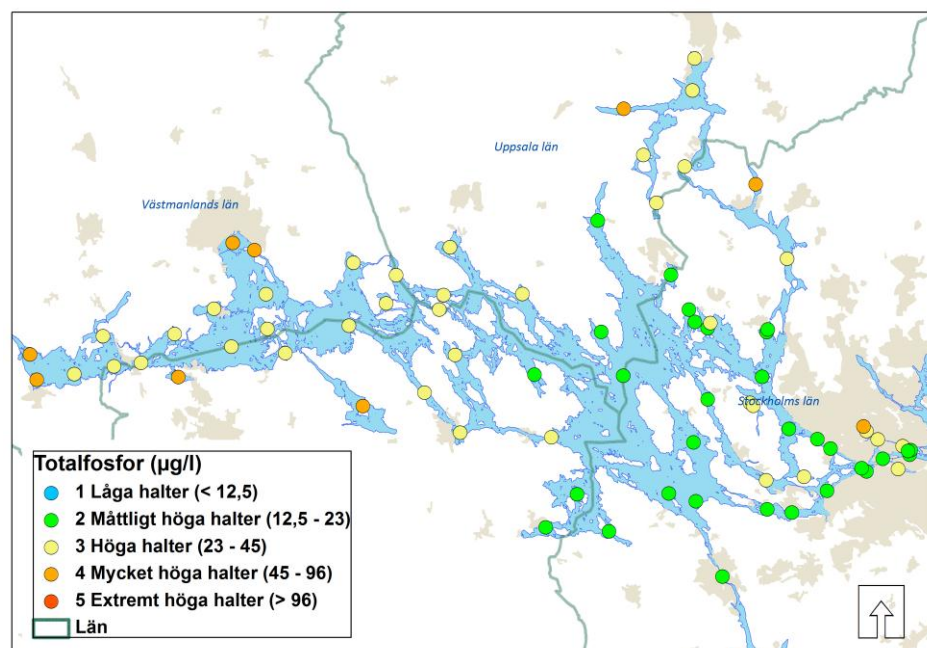 Uppsala län
Västmanlands län
Stockholms län
Totalfosfor (µg/l)
1 Låga halter (< 12,5)
2 Måttligt höga halter (12,5 - 23)
3 Höga halter (23 - 45)
4 Mycket höga halter (45 - 96)
5 Extremt höga halter (> 96)
Län